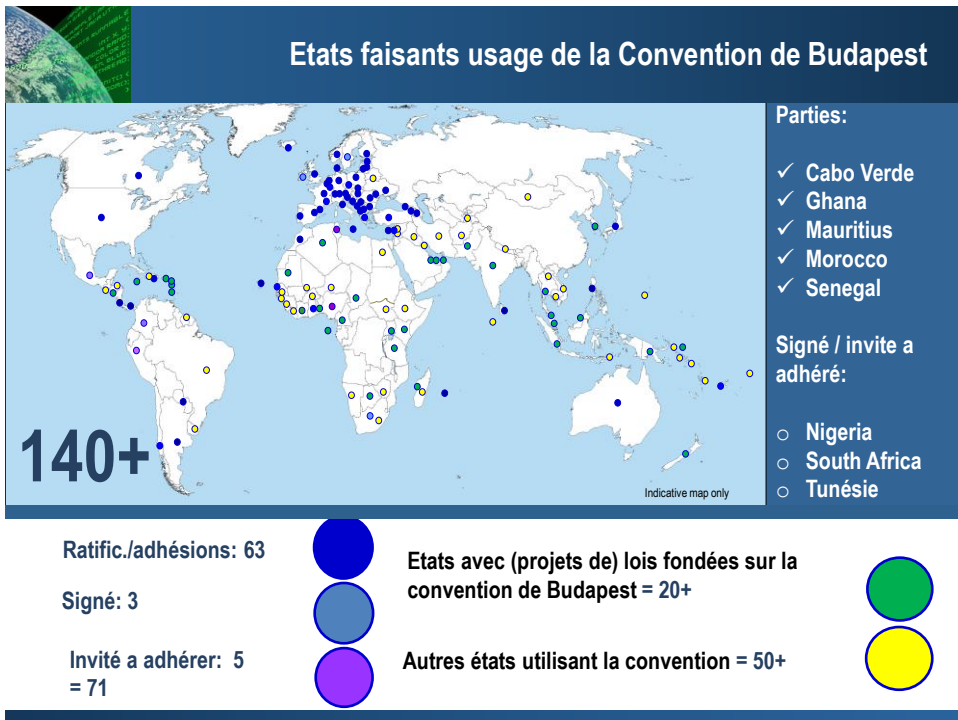 Etats faisants usage de la Convention de Budapest
Parties:
✓ Cabo Verde
✓ Ghana
✓ Mauritius
✓ Morocco
✓ Senegal
Signé / invite a
adhéré:
○ Nigeria
○ South Africa
○ Tunésie
140+
Indicative map only
Ratific./adhésions: 63
Signé: 3
Invité a adhérer: 5
= 71
Etats avec (projets de) lois fondées sur la
convention de Budapest = 20+
Autres états utilisant la convention = 50+